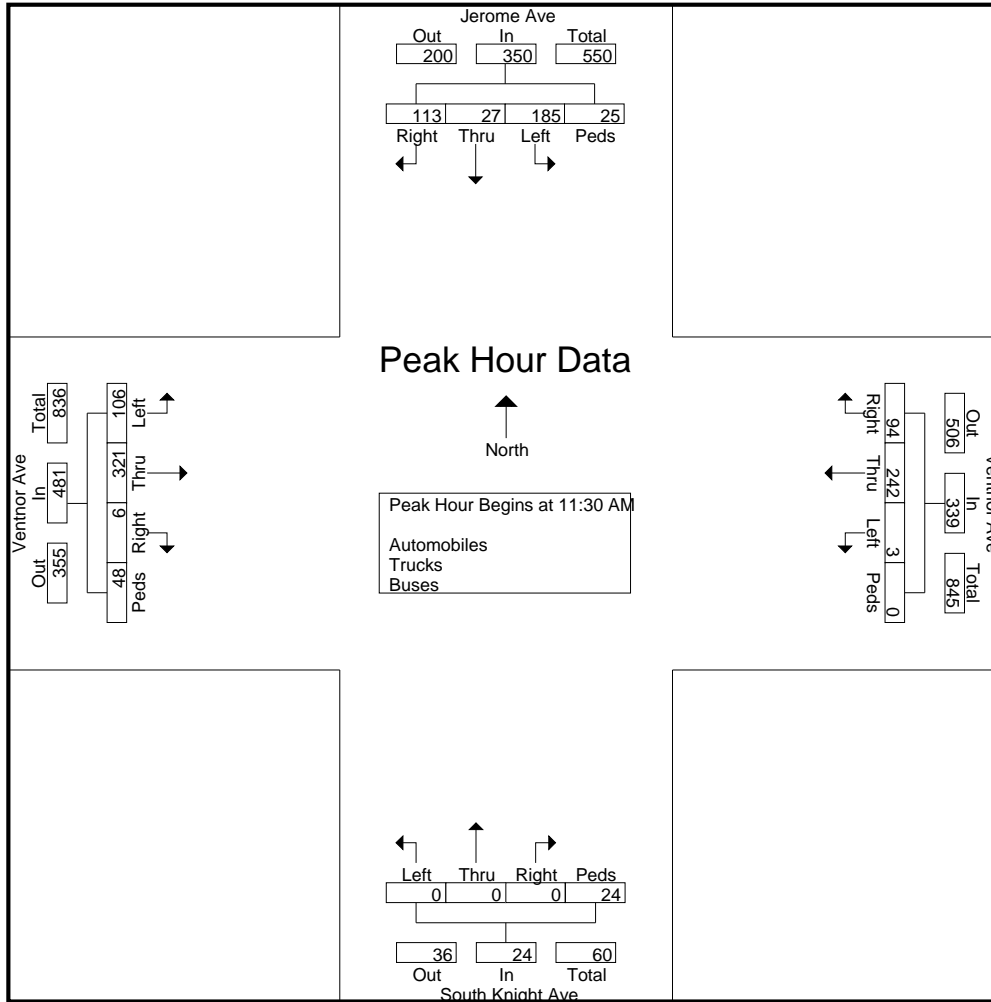 Jerome Ave
Out In Total
200 350 550
113 27 185 25
Right Thru Left Peds
Peak Hour Data
North
Peak Hour Begins at 11:30 AM
Automobiles
Trucks
Buses
Ventnor Ave
Total In Out
836 481 355
106 321 6 48
Left Thru Right Peds
Ventnor Ave
Out In Total
506 339 845
94 242 3 0
Right Thru Left Peds
Left Thru Right Peds
0 0 0 24
36 24 60
Out In Total
South Knight Ave